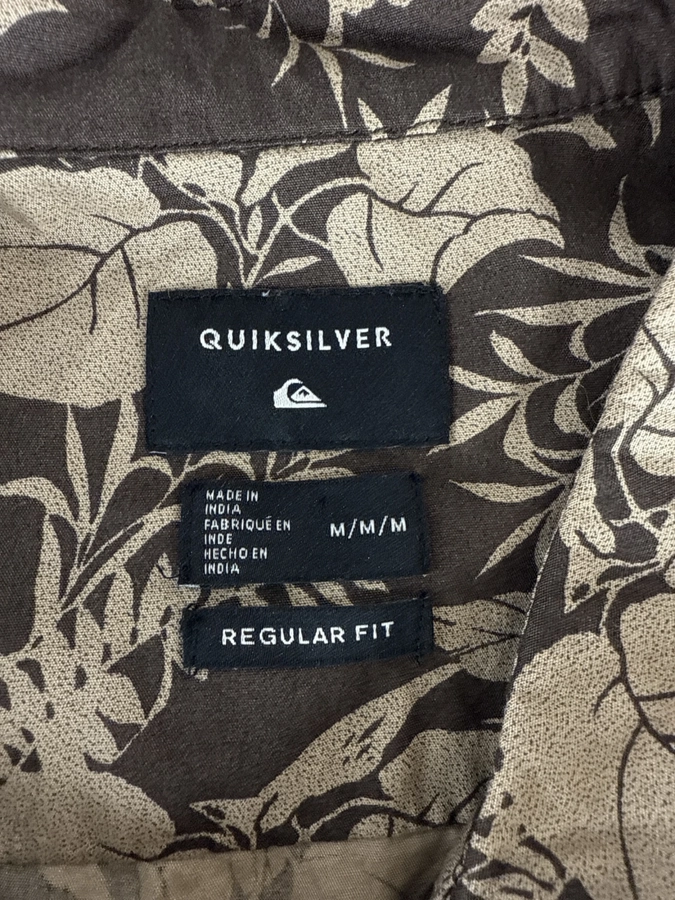 QUIKSILVER
MADE IN
INDIA
FABRIQUÉ EN
INDE
HECHO EN
INDIA
M/M/M
REGULAR FIT